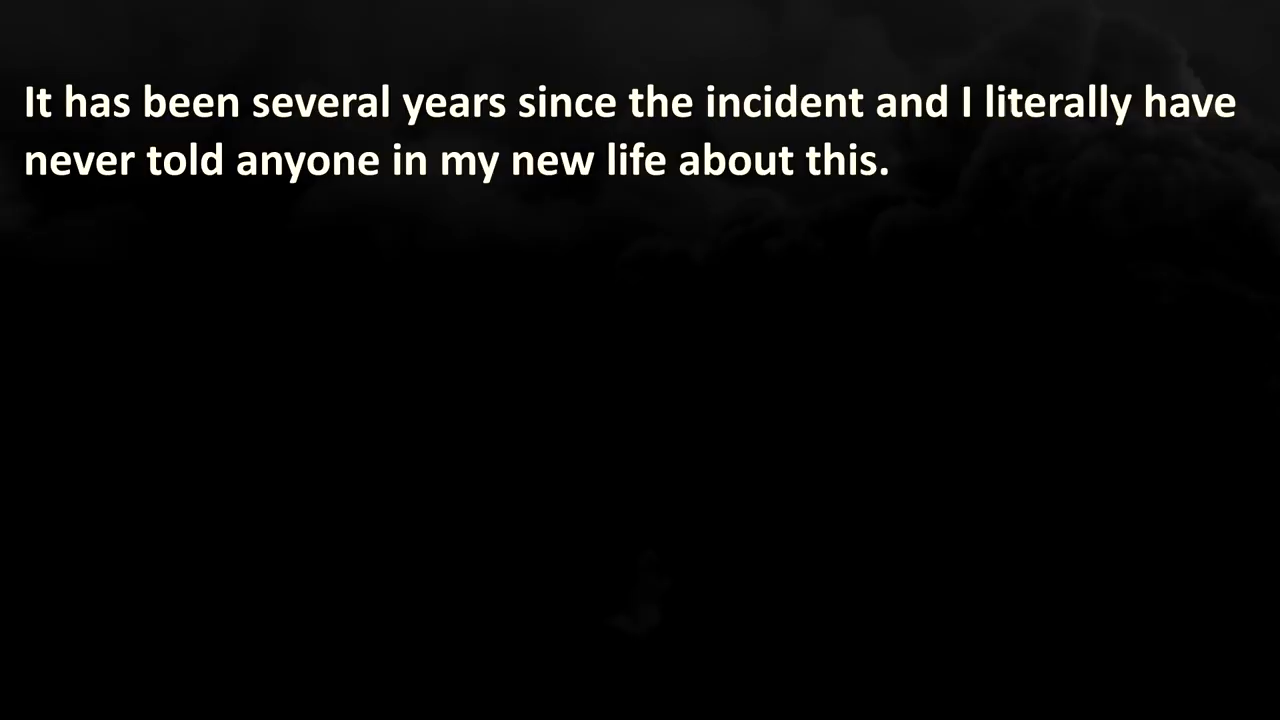 It has been several years since the incident and I literally have
never told anyone in my new life about this.